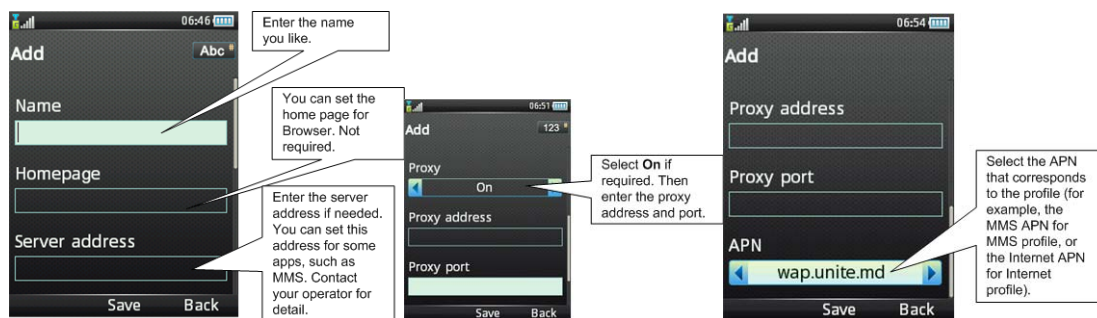 06:46
Add
Abc
Name
Homepage
Server address
Save Back
Enter the name
you like.
You can set the
home page for
Browser. Not
required.
Enter the server
address if needed.
You can set this
address for some
apps, such as
MMS. Contact
your operator for
detail.
06:51
Add
123
Proxy
On
Proxy address
Proxy port
Save Back
Select On if
required. Then
enter the proxy
address and port.
06:54
Add
Proxy address
Proxy port
APN
wap.unite.md
Save Back
Select the APN
that corresponds
to the profile (for
example, the
MMS APN for
MMS profile, or
the Internet APN
for Internet
profile).